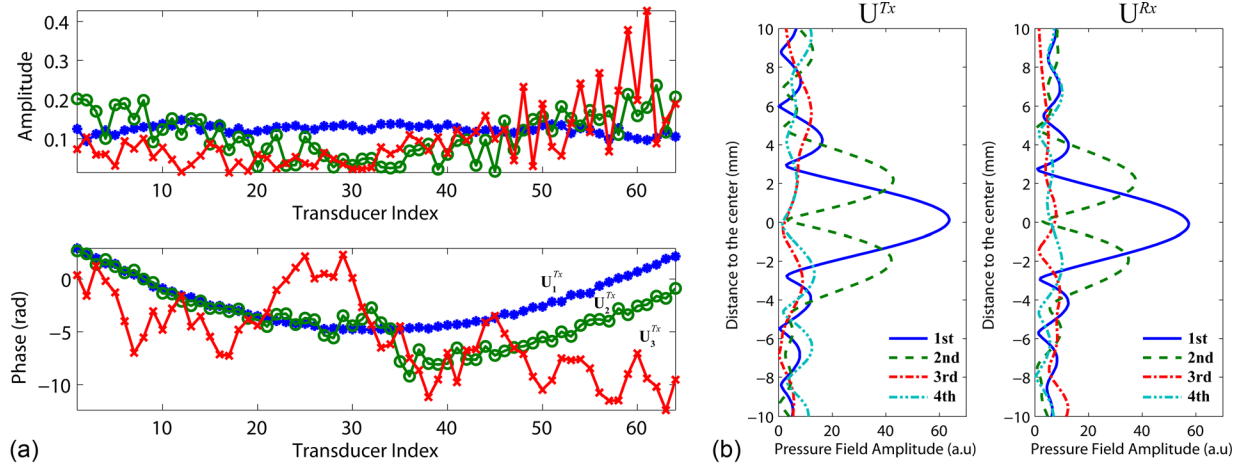 0.4
0.3
0.2
0.1
Amplitude
10 20 30 40 50 60
Transducer Index
0
−5
−10
Phase (rad)
U₁ᵀˣ
U₂ᵀˣ
U₃ᵀˣ
10 20 30 40 50 60
Transducer Index
(a)
Uᵀˣ
10
8
6
4
2
0
-2
-4
-6
-8
-10
Distance to the center (mm)
1st
2nd
3rd
4th
0 20 40 60
Pressure Field Amplitude (a.u)
Uᴿˣ
10
8
6
4
2
0
-2
-4
-6
-8
-10
Distance to the center (mm)
1st
2nd
3rd
4th
0 20 40 60
Pressure Field Amplitude (a.u)
(b)